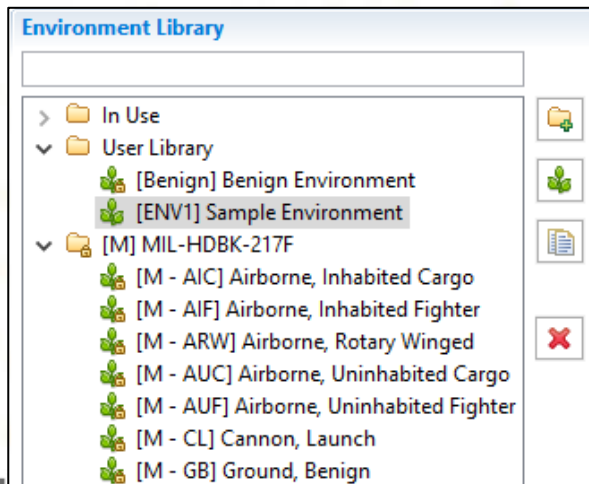 Environment Library
In Use
User Library
[Benign] Benign Environment
[ENV1] Sample Environment
[M] MIL-HDBK-217F
[M - AIC] Airborne, Inhabited Cargo
[M - AIF] Airborne, Inhabited Fighter
[M - ARW] Airborne, Rotary Winged
[M - AUC] Airborne, Uninhabited Cargo
[M - AUF] Airborne, Uninhabited Fighter
[M - CL] Cannon, Launch
[M - GB] Ground, Benign